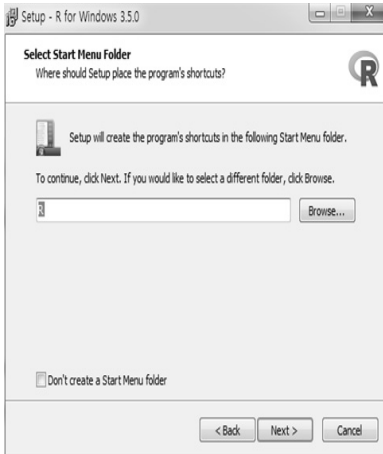 Setup - R for Windows 3.5.0
Select Start Menu Folder
Where should Setup place the program's shortcuts?
R
Setup will create the program's shortcuts in the following Start Menu folder.
To continue, click Next. If you would like to select a different folder, click Browse.
R
Browse...
Don't create a Start Menu folder
< Back
Next >
Cancel